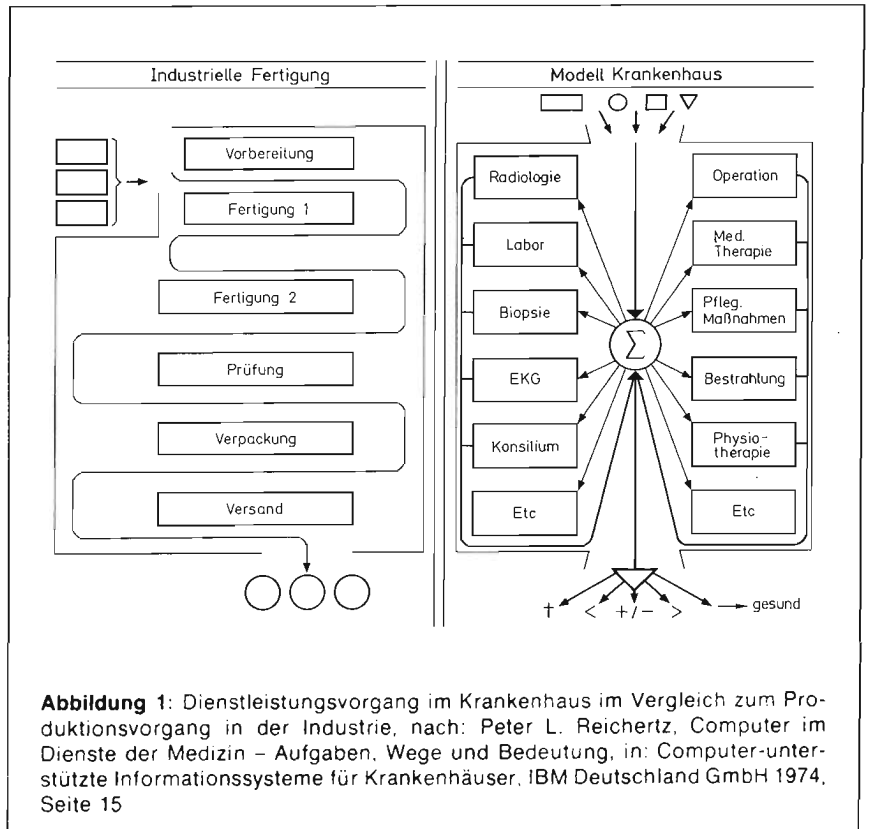 Industrielle Fertigung
Vorbereitung
Fertigung 1
Fertigung 2
Prüfung
Verpackung
Versand
Modell Krankenhaus
Radiologie
Labor
Biopsie
EKG
Konsilium
Etc
Σ
Operation
Med.
Therapie
Pfleg.
Maßnahmen
Bestrahlung
Physio-
therapie
Etc
† < +/− > gesund
Abbildung 1: Dienstleistungsvorgang im Krankenhaus im Vergleich zum Pro-
duktionsvorgang in der Industrie, nach: Peter L. Reichertz, Computer im
Dienste der Medizin – Aufgaben, Wege und Bedeutung, in: Computer-unter-
stützte Informationssysteme für Krankenhäuser, IBM Deutschland GmbH 1974,
Seite 15